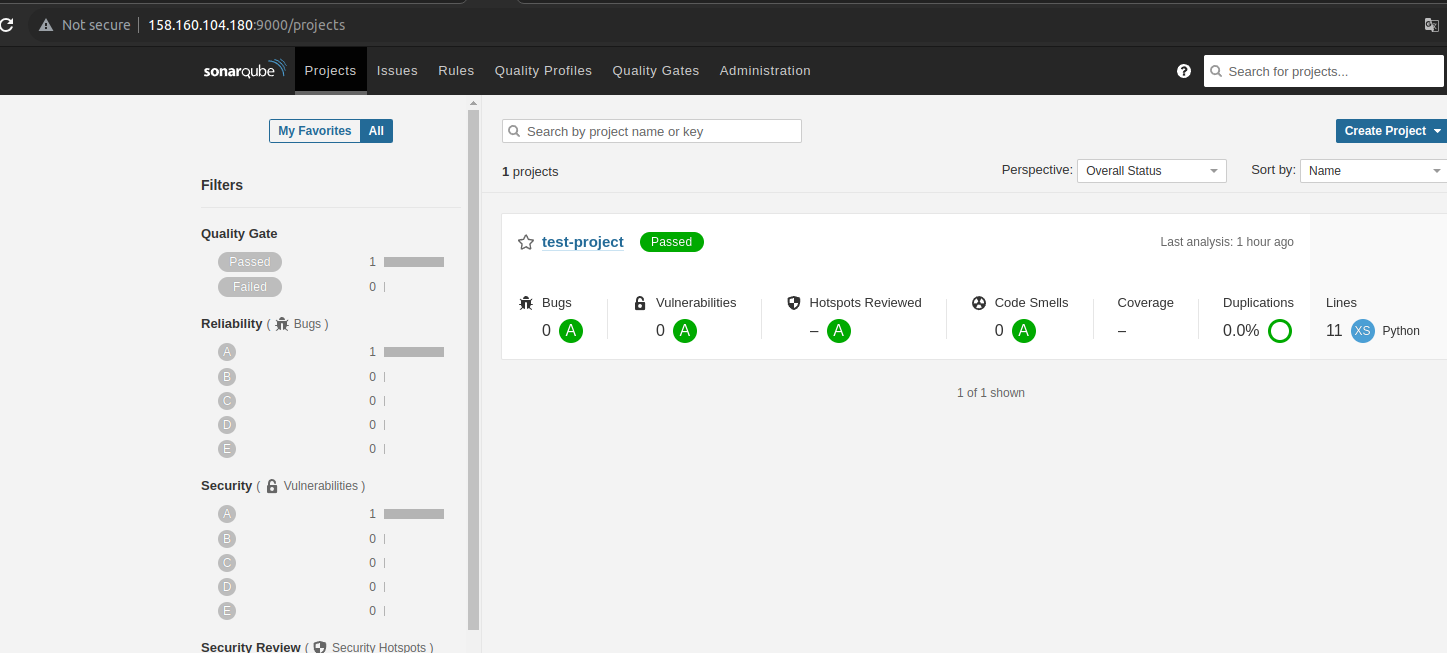 Not secure 158.160.104.180:9000/projects
sonarqube Projects Issues Rules Quality Profiles Quality Gates Administration ? Search for projects...
My Favorites All
Filters
Quality Gate
Passed 1
Failed 0
Reliability ( Bugs )
A 1
B 0
C 0
D 0
E 0
Security ( Vulnerabilities )
A 1
B 0
C 0
D 0
E 0
Security Review ( Security Hotspots )
Search by project name or key
Create Project
1 projects
Perspective: Overall Status Sort by: Name
test-project Passed Last analysis: 1 hour ago
Bugs Vulnerabilities Hotspots Reviewed Code Smells Coverage Duplications Lines
0 A 0 A – A 0 A – 0.0% 11 XS Python
1 of 1 shown